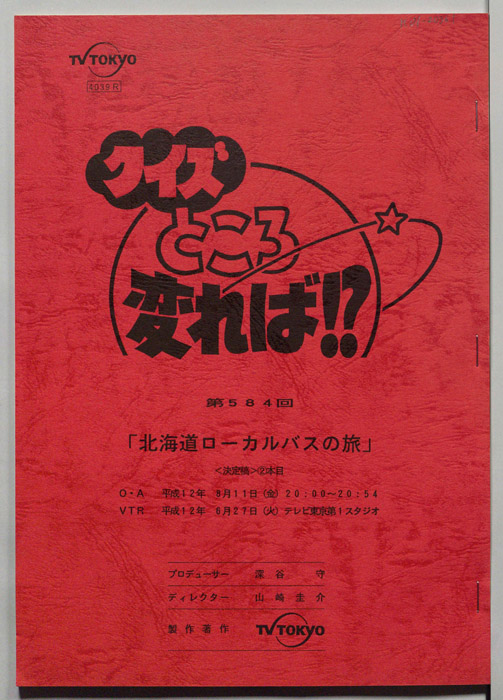 TV TOKYO
4039R
クイズ
ところ
変れば!?
第584回
「北海道ローカルバスの旅」
<決定稿>2本目
O・A 平成12年 8月11日(金)20:00〜20:54
VTR 平成12年 6月27日(火)テレビ東京第1スタジオ
プロデューサー 深谷 守
ディレクター 山崎圭介
製作著作 TV TOKYO